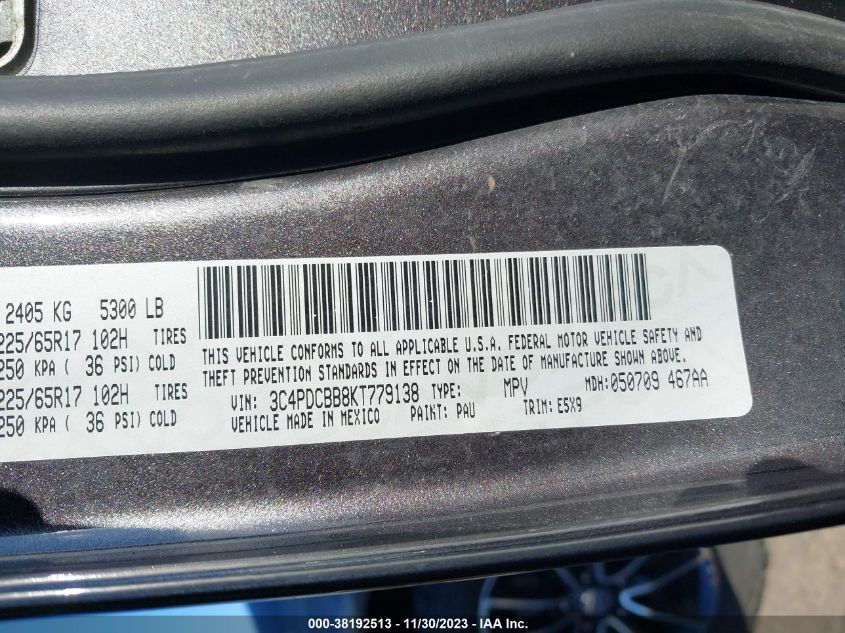 2405 KG 5300 LB
225/65R17 102H TIRES
250 KPA ( 36 PSI) COLD
225/65R17 102H TIRES
250 KPA ( 36 PSI) COLD
THIS VEHICLE CONFORMS TO ALL APPLICABLE U.S.A. FEDERAL MOTOR VEHICLE SAFETY AND
THEFT PREVENTION STANDARDS IN EFFECT ON THE DATE OF MANUFACTURE SHOWN ABOVE.
VIN: 3C4PDCBB8KT779138 TYPE: MPV MDH:050709 467AA
VEHICLE MADE IN MEXICO PAINT: PAU TRIM: E5X9
000-38192513 - 11/30/2023 - IAA Inc.